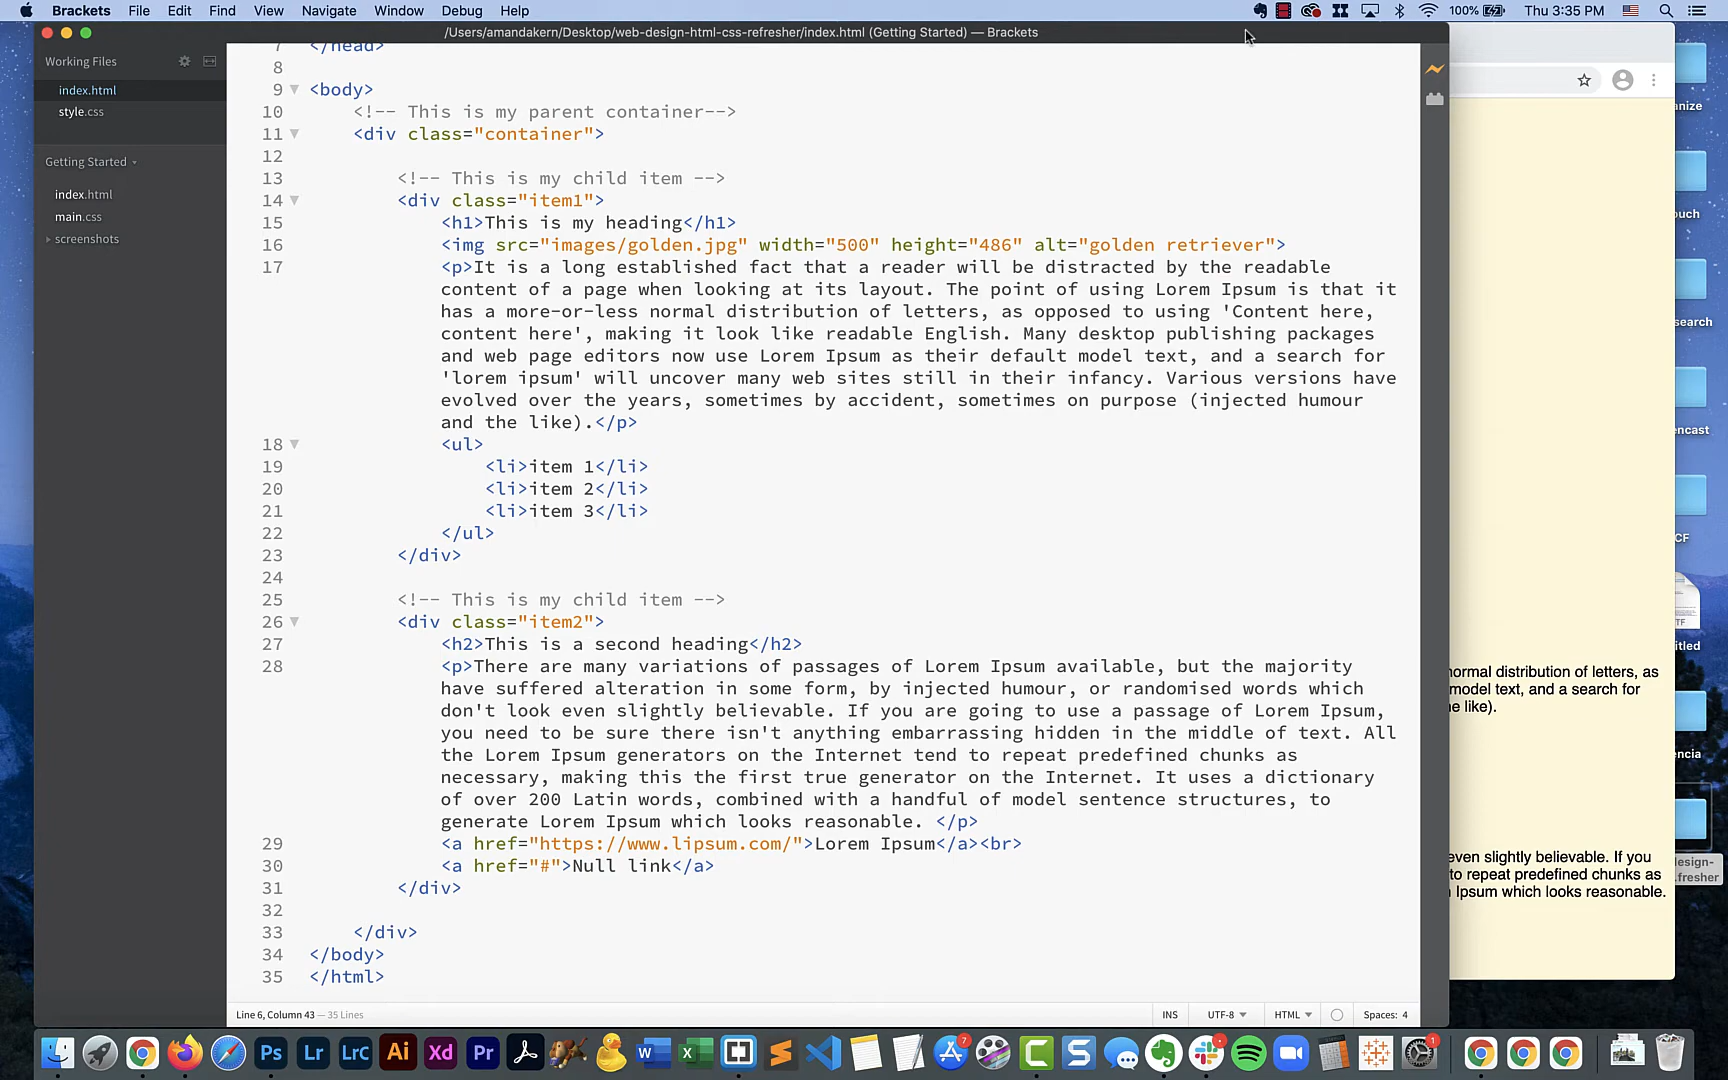 Brackets File Edit Find View Navigate Window Debug Help
100% Thu 3:35 PM
/Users/amandakern/Desktop/web-design-html-css-refresher/index.html (Getting Started) — Brackets
Working Files
index.html
style.css
Getting Started
index.html
main.css
screenshots
7 </head>
8
9 <body>
10 <!-- This is my parent container-->
11 <div class="container">
12
13 <!-- This is my child item -->
14 <div class="item1">
15 <h1>This is my heading</h1>
16 <img src="images/golden.jpg" width="500" height="486" alt="golden retriever">
17 <p>It is a long established fact that a reader will be distracted by the readable
content of a page when looking at its layout. The point of using Lorem Ipsum is that it
has a more-or-less normal distribution of letters, as opposed to using 'Content here,
content here', making it look like readable English. Many desktop publishing packages
and web page editors now use Lorem Ipsum as their default model text, and a search for
'lorem ipsum' will uncover many web sites still in their infancy. Various versions have
evolved over the years, sometimes by accident, sometimes on purpose (injected humour
and the like).</p>
18 <ul>
19 <li>item 1</li>
20 <li>item 2</li>
21 <li>item 3</li>
22 </ul>
23 </div>
24
25 <!-- This is my child item -->
26 <div class="item2">
27 <h2>This is a second heading</h2>
28 <p>There are many variations of passages of Lorem Ipsum available, but the majority
have suffered alteration in some form, by injected humour, or randomised words which
don't look even slightly believable. If you are going to use a passage of Lorem Ipsum,
you need to be sure there isn't anything embarrassing hidden in the middle of text. All
the Lorem Ipsum generators on the Internet tend to repeat predefined chunks as
necessary, making this the first true generator on the Internet. It uses a dictionary
of over 200 Latin words, combined with a handful of model sentence structures, to
generate Lorem Ipsum which looks reasonable. </p>
29 <a href="https://www.lipsum.com/">Lorem Ipsum</a><br>
30 <a href="#">Null link</a>
31 </div>
32
33 </div>
34 </body>
35 </html>
Line 6, Column 43 — 35 Lines
INS UTF-8 HTML Spaces: 4
anize
ouch
search
encast
CF
TF
itled
normal distribution of letters, as
model text, and a search for
e like).
encia
even slightly believable. If you
to repeat predefined chunks as
Ipsum which looks reasonable.
design-
fresher
Ps Lr LrC Ai Xd Pr W X 7 C S 1